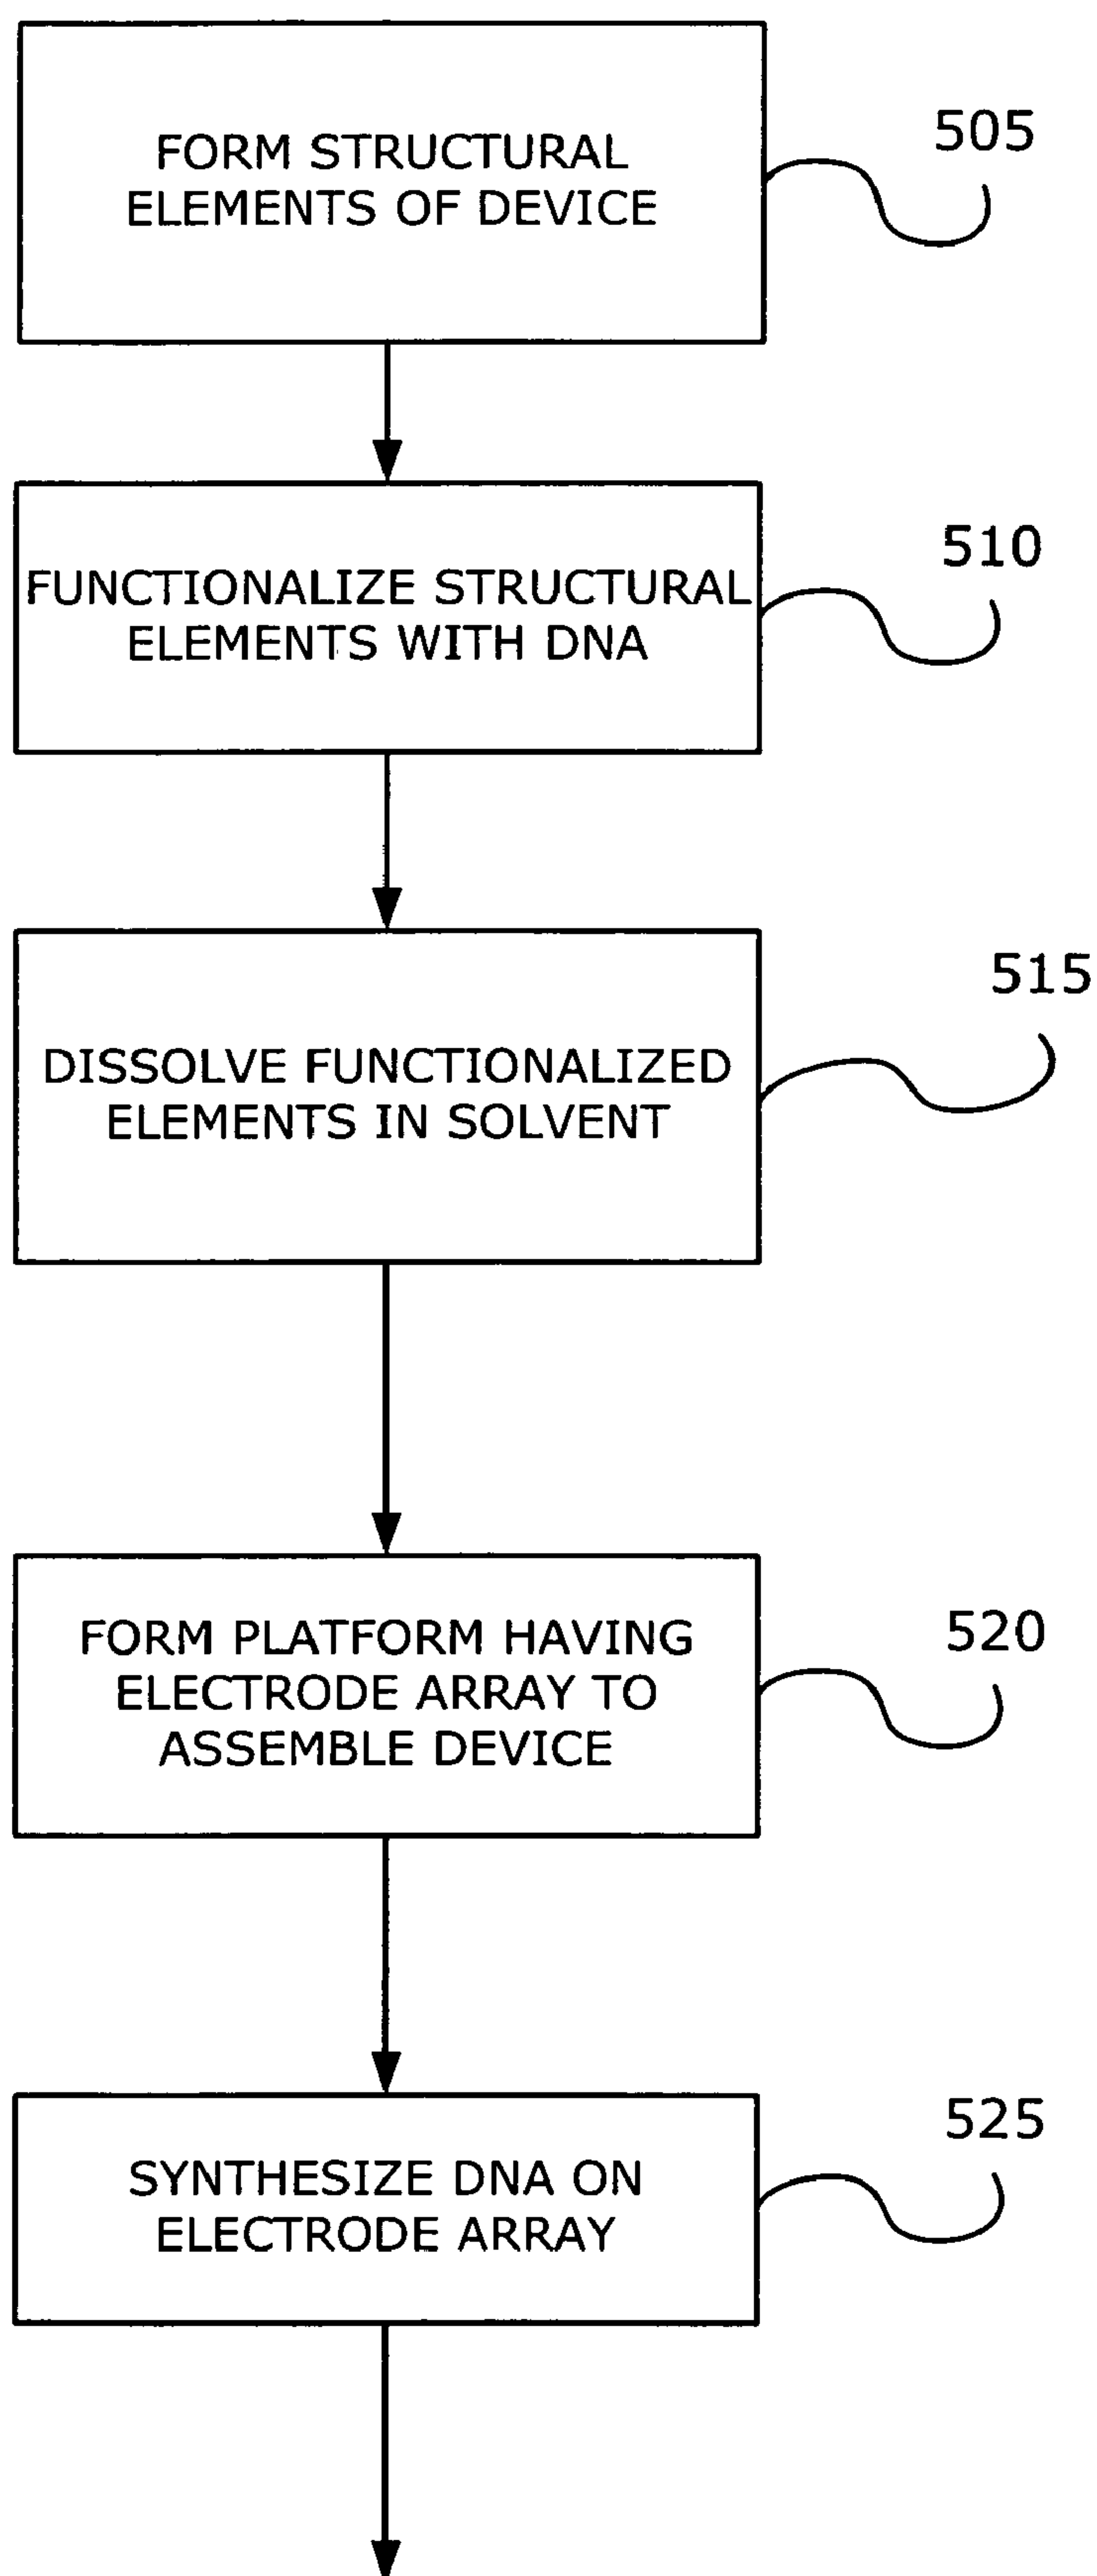 FORM STRUCTURAL
ELEMENTS OF DEVICE
505
FUNCTIONALIZE STRUCTURAL
ELEMENTS WITH DNA
510
DISSOLVE FUNCTIONALIZED
ELEMENTS IN SOLVENT
515
FORM PLATFORM HAVING
ELECTRODE ARRAY TO
ASSEMBLE DEVICE
520
SYNTHESIZE DNA ON
ELECTRODE ARRAY
525